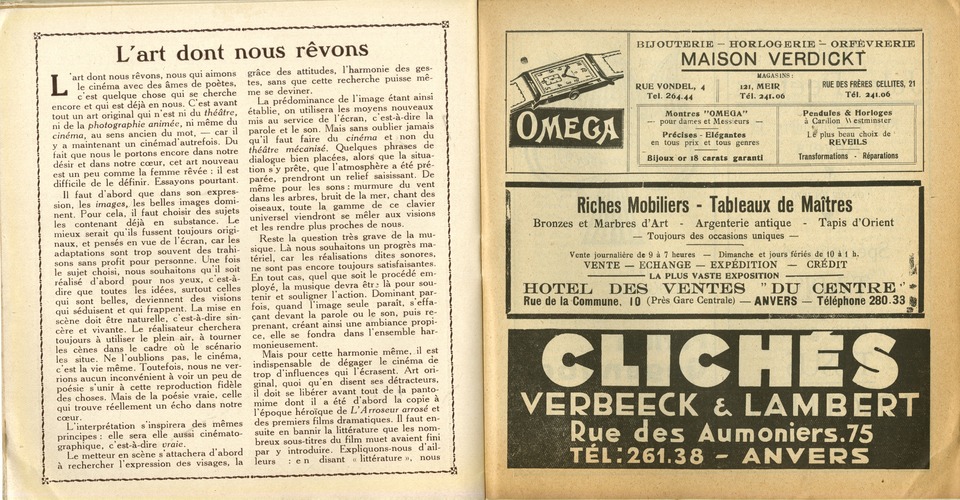 L'art dont nous rêvons
L'art dont nous rêvons, nous qui aimons
le cinéma avec des âmes de poètes,
c'est quelque chose qui se cherche
encore et qui est déjà en nous. C'est avant
tout un art original qui n'est ni du théâtre,
ni de la photographie animée, ni même du
cinéma, au sens ancien du mot, — car il
y a maintenant un cinémad'autrefois. Du
fait que nous le portons encore dans notre
désir et dans notre cœur, cet art nouveau
est un peu comme la femme rêvée : il est
difficile de le définir. Essayons pourtant.
Il faut d'abord que dans son expres-
sion, les images, les belles images domi-
nent. Pour cela, il faut choisir des sujets
les contenant déjà en substance. Le
mieux serait qu'ils fussent toujours origi-
naux, et pensés en vue de l'écran, car les
adaptations sont trop souvent des trahi-
sons sans profit pour personne. Une fois
le sujet choisi, nous souhaitons qu'il soit
réalisé d'abord pour nos yeux, c'est-à-
dire que toutes les idées, surtout celles
qui sont belles, deviennent des visions
qui séduisent et qui frappent. La mise en
scène doit être naturelle, c'est-à-dire sin-
cère et vivante. Le réalisateur cherchera
toujours à utiliser le plein air, à tourner
les cènes dans le cadre où le scénario
les situe. Ne l'oublions pas, le cinéma,
c'est la vie même. Toutefois, nous ne ver-
rions aucun inconvénient à voir un peu de
poésie s'unir à cette reproduction fidèle
des choses. Mais de la poésie vraie, celle
qui trouve réellement un écho dans notre
cœur.
L'interprétation s'inspirera des mêmes
principes : elle sera elle aussi cinémato-
graphique, c'est-à-dire vraie.
Le metteur en scène s'attachera d'abord
à rechercher l'expression des visages, la
grâce des attitudes, l'harmonie des ges-
tes, sans que cette recherche puisse mê-
me se deviner.
La prédominance de l'image étant ainsi
établie, on utilisera les moyens nouveaux
mis au service de l'écran, c'est-à-dire la
parole et le son. Mais sans oublier jamais
qu'il faut faire du cinéma et non du
théâtre mécanisé. Quelques phrases de
dialogue bien placées, alors que la situa-
tion s'y prête, que l'atmosphère a été pré-
parée, prendront un relief saisissant. De
même pour les sons : murmure du vent
dans les arbres, bruit de la mer, chant des
oiseaux, toute la gamme de ce clavier
universel viendront se mêler aux visions
et les rendre plus proches de nous.
Reste la question très grave de la mu-
sique. Là nous souhaitons un progrès ma-
tériel, car les réalisations dites sonores,
ne sont pas encore toujours satisfaisantes.
En tout cas, quel que soit le procédé em-
ployé, la musique devra être là pour sou-
tenir et souligner l'action. Dominant par-
fois, quand l'image seule paraît, s'effa-
çant devant la parole ou le son, puis re-
prenant, créant ainsi une ambiance propi-
ce, elle se fondra dans l'ensemble har-
monieusement.
Mais pour cette harmonie même, il est
indispensable de dégager le cinéma de
trop d'influences qui l'écrasent. Art ori-
ginal, quoi qu'en disent ses détracteurs,
il doit se libérer avant tout de la panto-
mime dont il a été d'abord la copie à
l'époque héroïque de L'Arroseur arrosé et
des premiers films dramatiques. Il faut en-
suite en bannir la littérature que les nom-
breux sous-titres du film muet avaient fini
par y introduire. Expliquons-nous d'ail-
leurs : en disant « littérature », nous
BIJOUTERIE - HORLOGERIE - ORFÈVRERIE
MAISON VERDICKT
MAGASINS :
RUE VONDEL, 4
Tel. 264.44
121, MEIR
Tél. 241.06
RUE DES FRÈRES CELLITES, 21
Tél. 241.06
OMEGA
Montres "OMEGA"
— pour dames et Messieurs —
Précises - Elégantes
en tous prix et tous genres
Bijoux or 18 carats garanti
Pendules & Horloges
à Carillon Westminster
Le plus beau choix de
REVEILS
Transformations - Réparations
Riches Mobiliers - Tableaux de Maîtres
Bronzes et Marbres d'Art - Argenterie antique - Tapis d'Orient
— Toujours des occasions uniques —
Vente journalière de 9 à 7 heures — Dimanche et jours fériés de 10 à 1 h.
VENTE — ECHANGE — EXPÉDITION — CRÉDIT
— LA PLUS VASTE EXPOSITION —
HOTEL DES VENTES "DU CENTRE"
Rue de la Commune, 10 (Près Gare Centrale) — ANVERS — Téléphone 280.33
CLICHES
VERBEECK & LAMBERT
Rue des Aumoniers.75
TÉL:261.38 - ANVERS